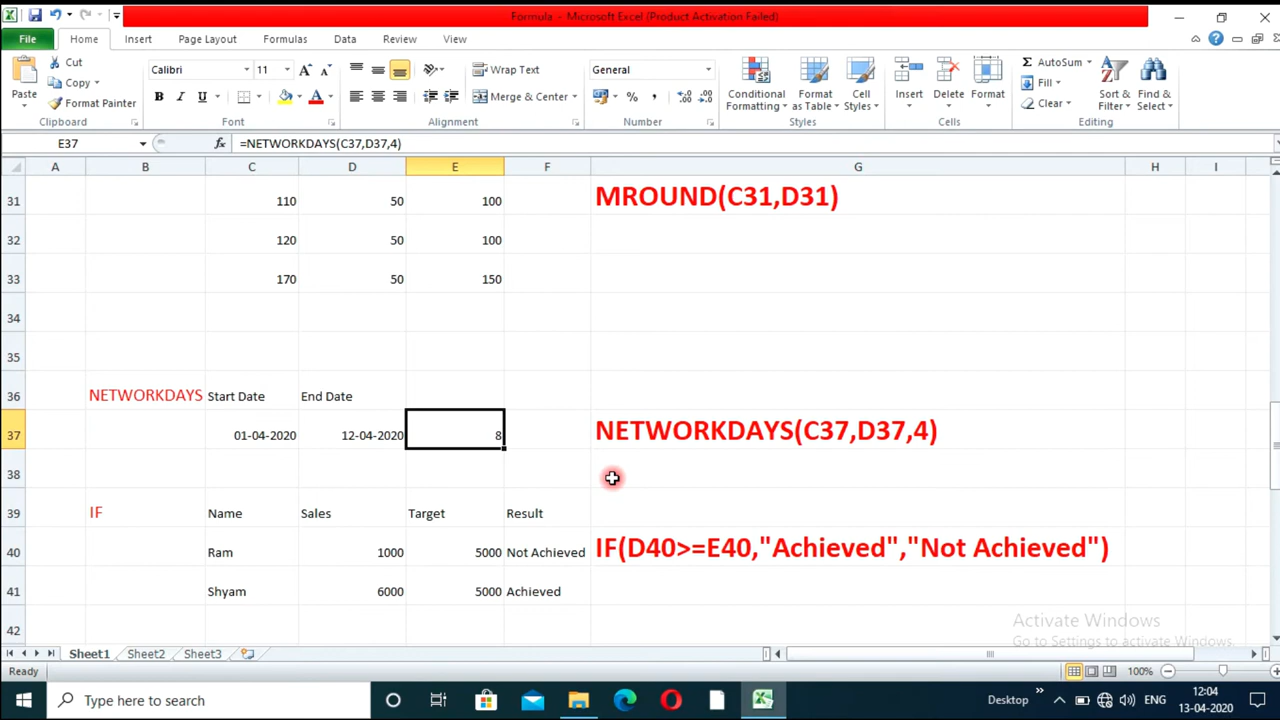 Formula - Microsoft Excel (Product Activation Failed)
File Home Insert Page Layout Formulas Data Review View
Paste Cut Copy Format Painter Clipboard
Calibri 11 B I U Font
Wrap Text Merge & Center Alignment
General % , Number
Conditional Formatting Format as Table Cell Styles Styles
Insert Delete Format Cells
AutoSum Fill Clear Sort & Filter Find & Select Editing
E37 fx =NETWORKDAYS(C37,D37,4)
A B C D E F G H I
31 110 50 100 MROUND(C31,D31)
32 120 50 100
33 170 50 150
34
35
36 NETWORKDAYS Start Date End Date
37 01-04-2020 12-04-2020 8 NETWORKDAYS(C37,D37,4)
38
39 IF Name Sales Target Result
40 Ram 1000 5000 Not Achieved IF(D40>=E40,"Achieved","Not Achieved")
41 Shyam 6000 5000 Achieved
42
Activate Windows
Go to Settings to activate Windows.
Sheet1 Sheet2 Sheet3
Ready 100%
Type here to search Desktop ENG 12:04
13-04-2020